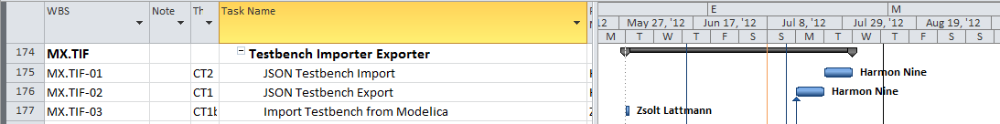 WBS Note Th Task Name E M
12 May 27, '12 Jun 17, '12 Jul 8, '12 Jul 29, '12 Aug 19, '12
M T W T F S S M T W T F S
174 MX.TIF Testbench Importer Exporter
175 MX.TIF-01 CT2 JSON Testbench Import Harmon Nine
176 MX.TIF-02 CT1 JSON Testbench Export Harmon Nine
177 MX.TIF-03 CT1b Import Testbench from Modelica Zsolt Lattmann